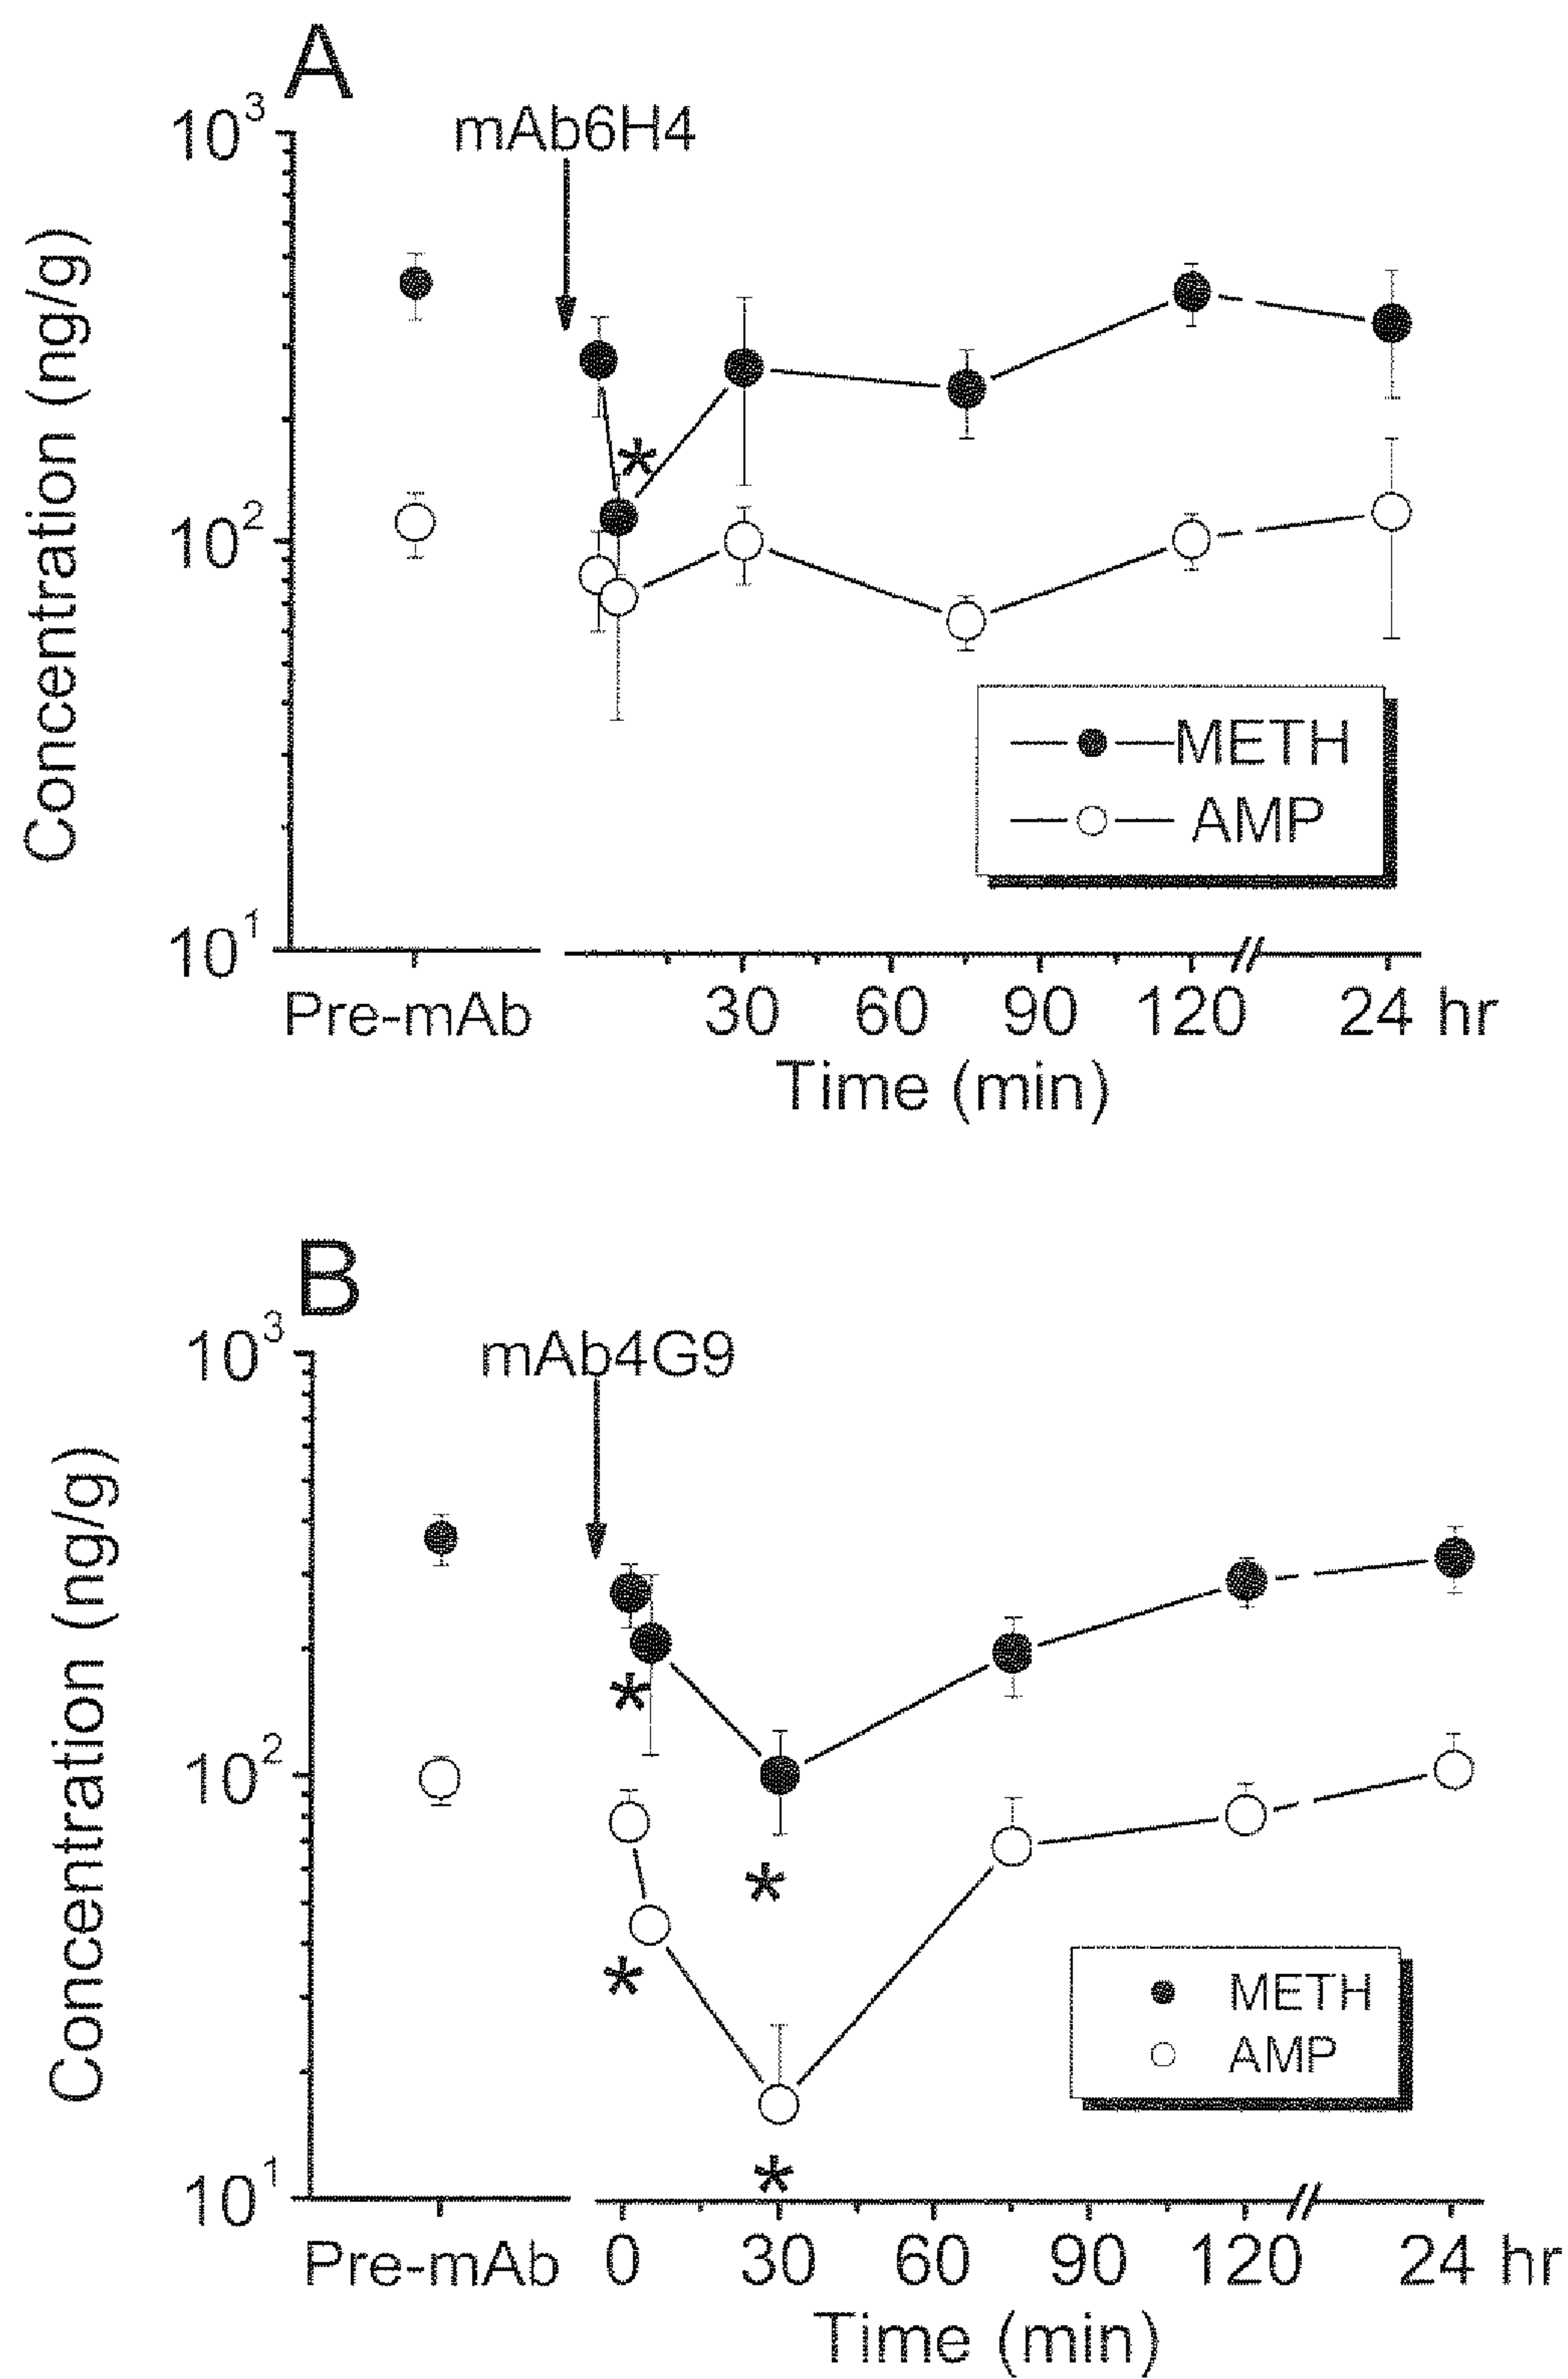 A
10³
mAb6H4
Concentration (ng/g)
*
10²
METH
AMP
10¹
Pre-mAb
30 60 90 120 24 hr
Time (min)
B
10³
mAb4G9
Concentration (ng/g)
*
10²
*
*
METH
AMP
*
10¹
Pre-mAb 0 30 60 90 120 24 hr
Time (min)